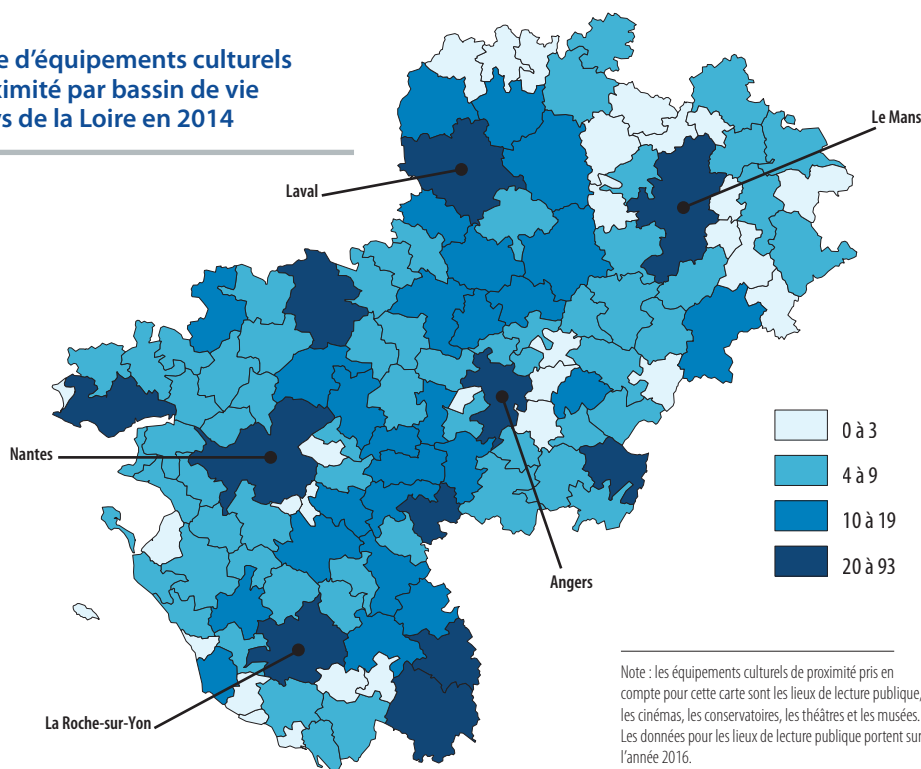 e d'équipements culturels
ximité par bassin de vie
s de la Loire en 2014
Le Mans
Laval
Nantes
0 à 3
4 à 9
10 à 19
20 à 93
Angers
La Roche-sur-Yon
Note : les équipements culturels de proximité pris en
compte pour cette carte sont les lieux de lecture publique,
les cinémas, les conservatoires, les théâtres et les musées.
Les données pour les lieux de lecture publique portent sur
l'année 2016.